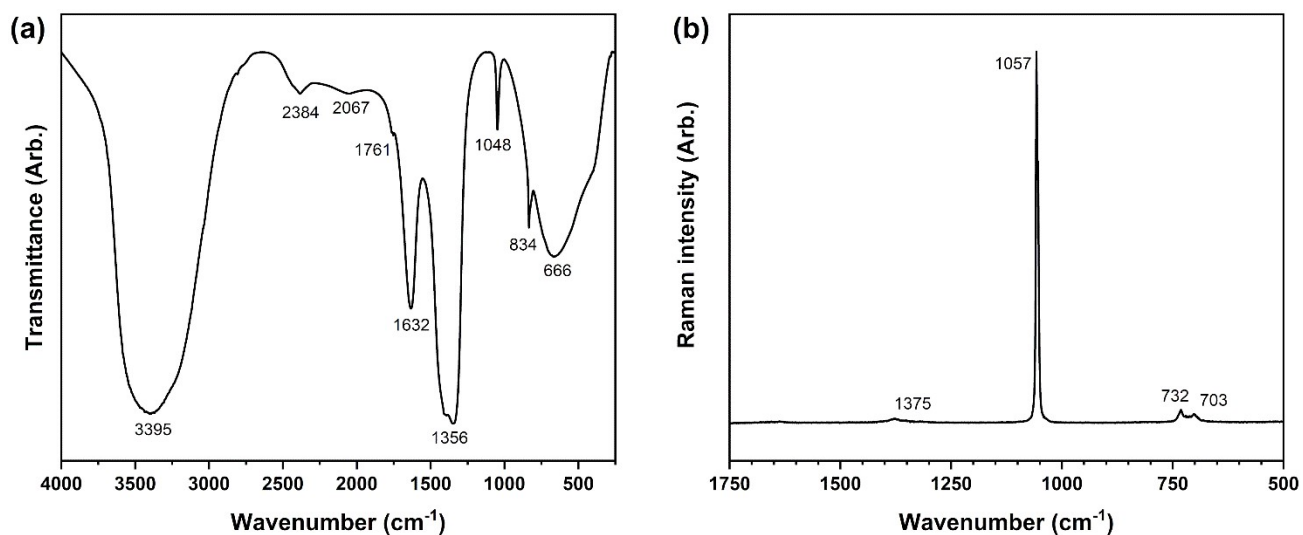 (a)
Transmittance (Arb.)
2384
2067
1761
1048
834
666
1632
1356
3395
4000 3500 3000 2500 2000 1500 1000 500
Wavenumber (cm⁻¹)
(b)
Raman intensity (Arb.)
1057
1375
732
703
1750 1500 1250 1000 750 500
Wavenumber (cm⁻¹)